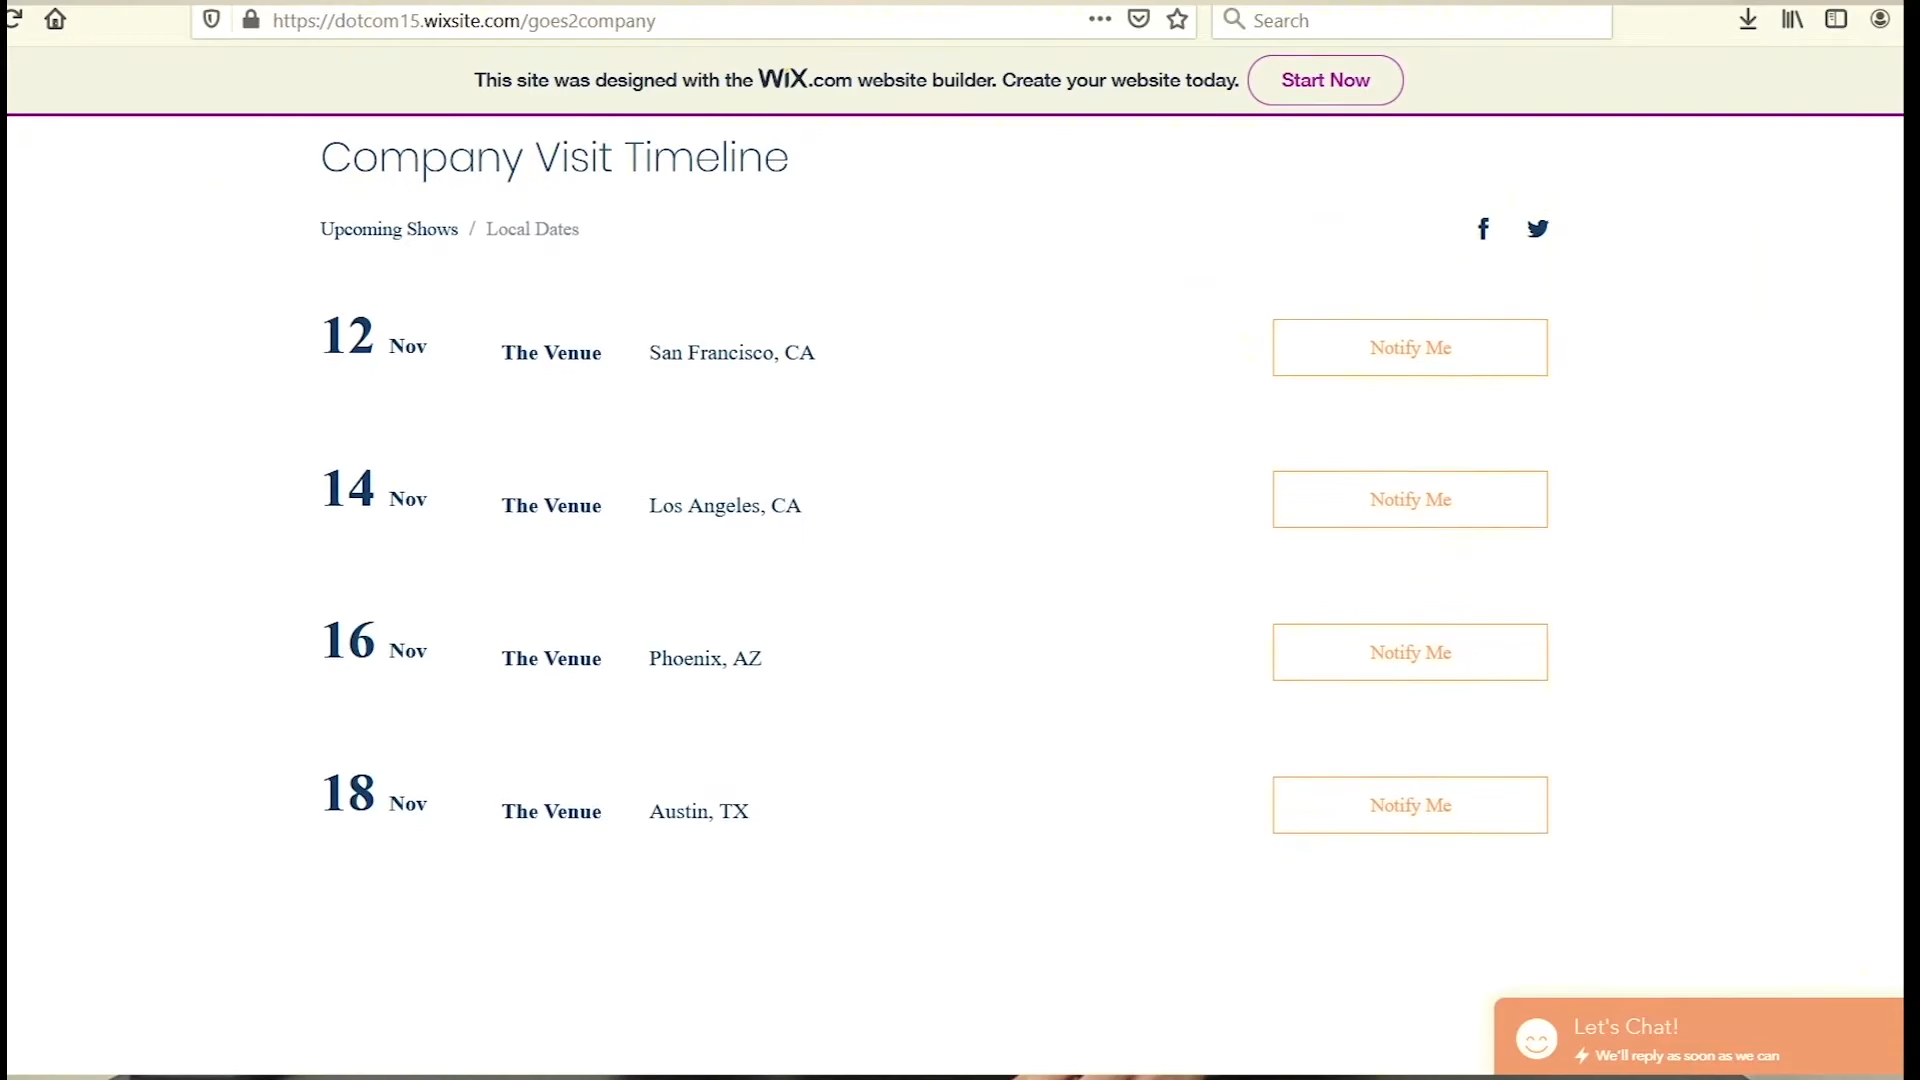 https://dotcom15.wixsite.com/goes2company
Search
This site was designed with the WiX.com website builder. Create your website today. Start Now
Company Visit Timeline
Upcoming Shows / Local Dates
12 Nov The Venue San Francisco, CA Notify Me
14 Nov The Venue Los Angeles, CA Notify Me
16 Nov The Venue Phoenix, AZ Notify Me
18 Nov The Venue Austin, TX Notify Me
Let's Chat!
We'll reply as soon as we can